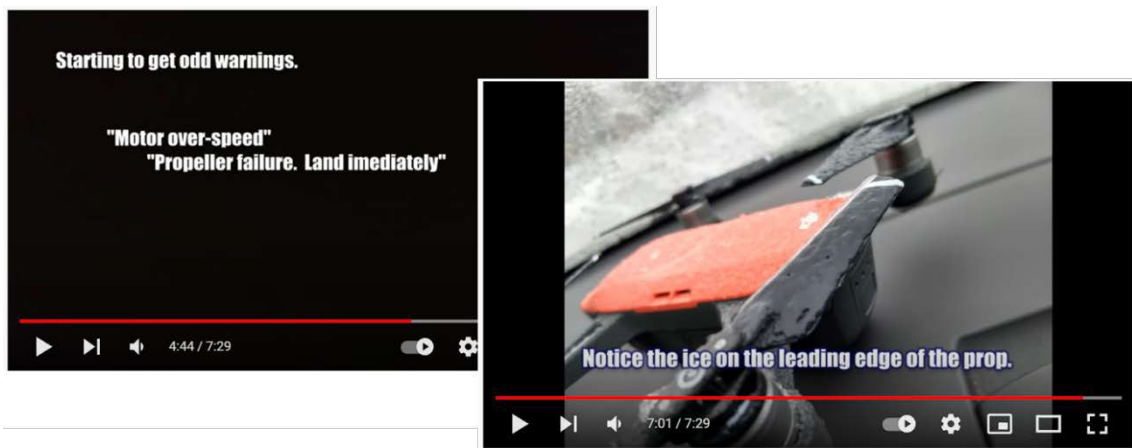 Starting to get odd warnings.
"Motor over-speed"
"Propeller failure. Land imediately"
4:44 / 7:29
Notice the ice on the leading edge of the prop.
7:01 / 7:29